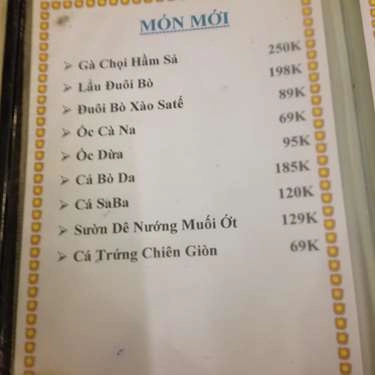 MÓN MỚI
➢ Gà Chọi Hầm Sả 250K
➢ Lẩu Đuôi Bò 198K
➢ Đuôi Bò Xào Satế 89K
➢ Ốc Cà Na 69K
➢ Ốc Dừa 95K
➢ Cá Bò Da 185K
➢ Cá SaBa 120K
➢ Sườn Dê Nướng Muối Ớt 129K
➢ Cá Trứng Chiên Giòn 69K